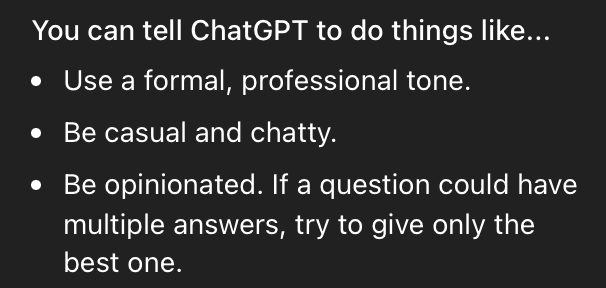 You can tell ChatGPT to do things like...
• Use a formal, professional tone.
• Be casual and chatty.
• Be opinionated. If a question could have
multiple answers, try to give only the
best one.